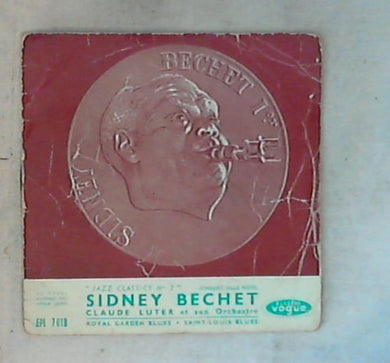 SIDNEY BECHET 1er
"JAZZ CLASSICS No 2"
SIDNEY BECHET
CLAUDE LUTER et son Orchestre
ROYAL GARDEN BLUES • SAINT-LOUIS BLUES
vogue
EPL 7018